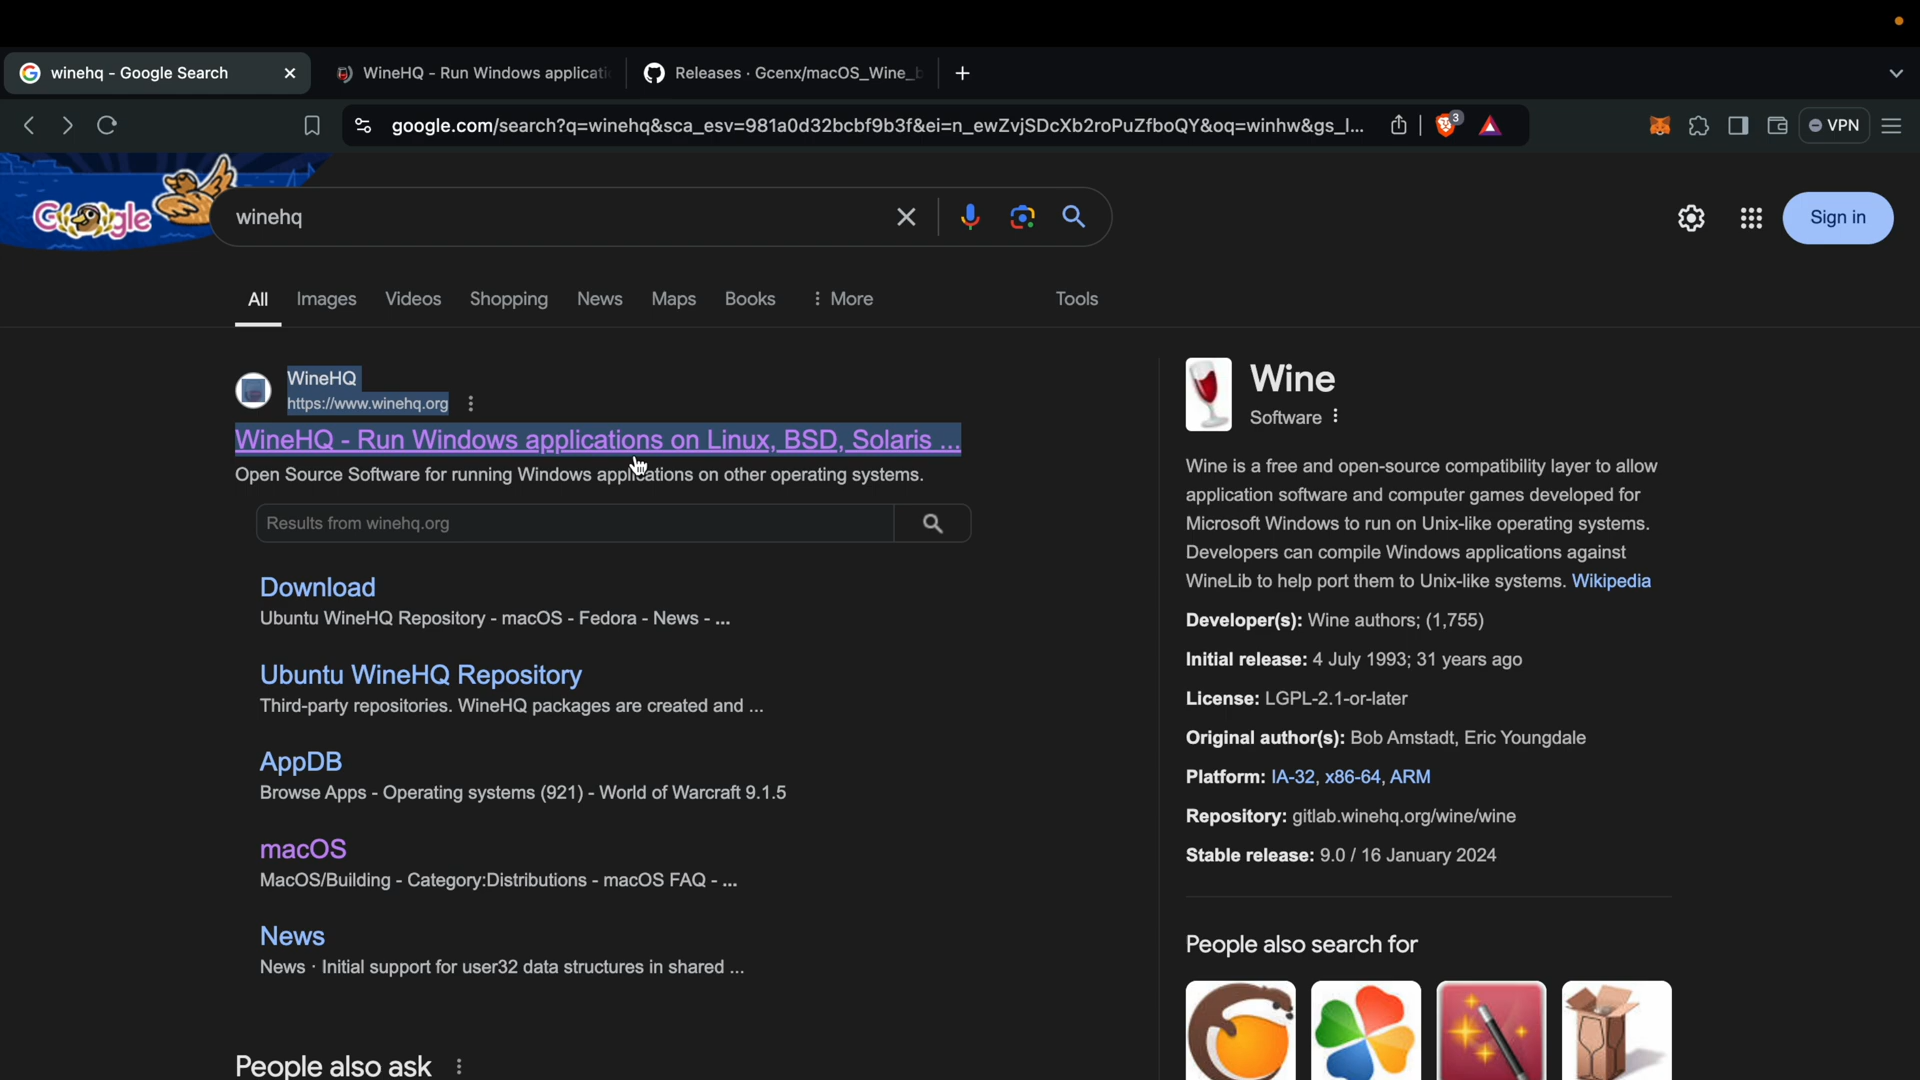 winehq - Google Search
WineHQ - Run Windows applicati
Releases · Gcenx/macOS_Wine_b
google.com/search?q=winehq&sca_esv=981a0d32bcbf9b3f&ei=n_ewZvjSDcXb2roPuZfboQY&oq=winhw&gs_l...
3
VPN
Google
winehq
Sign in
All
Images
Videos
Shopping
News
Maps
Books
More
Tools
WineHQ
https://www.winehq.org
WineHQ - Run Windows applications on Linux, BSD, Solaris ...
Open Source Software for running Windows applications on other operating systems.
Results from winehq.org
Download
Ubuntu WineHQ Repository - macOS - Fedora - News - ...
Ubuntu WineHQ Repository
Third-party repositories. WineHQ packages are created and ...
AppDB
Browse Apps - Operating systems (921) - World of Warcraft 9.1.5
macOS
MacOS/Building - Category:Distributions - macOS FAQ - ...
News
News · Initial support for user32 data structures in shared ...
People also ask
Wine
Software
Wine is a free and open-source compatibility layer to allow
application software and computer games developed for
Microsoft Windows to run on Unix-like operating systems.
Developers can compile Windows applications against
WineLib to help port them to Unix-like systems. Wikipedia
Developer(s): Wine authors; (1,755)
Initial release: 4 July 1993; 31 years ago
License: LGPL-2.1-or-later
Original author(s): Bob Amstadt, Eric Youngdale
Platform: IA-32, x86-64, ARM
Repository: gitlab.winehq.org/wine/wine
Stable release: 9.0 / 16 January 2024
People also search for